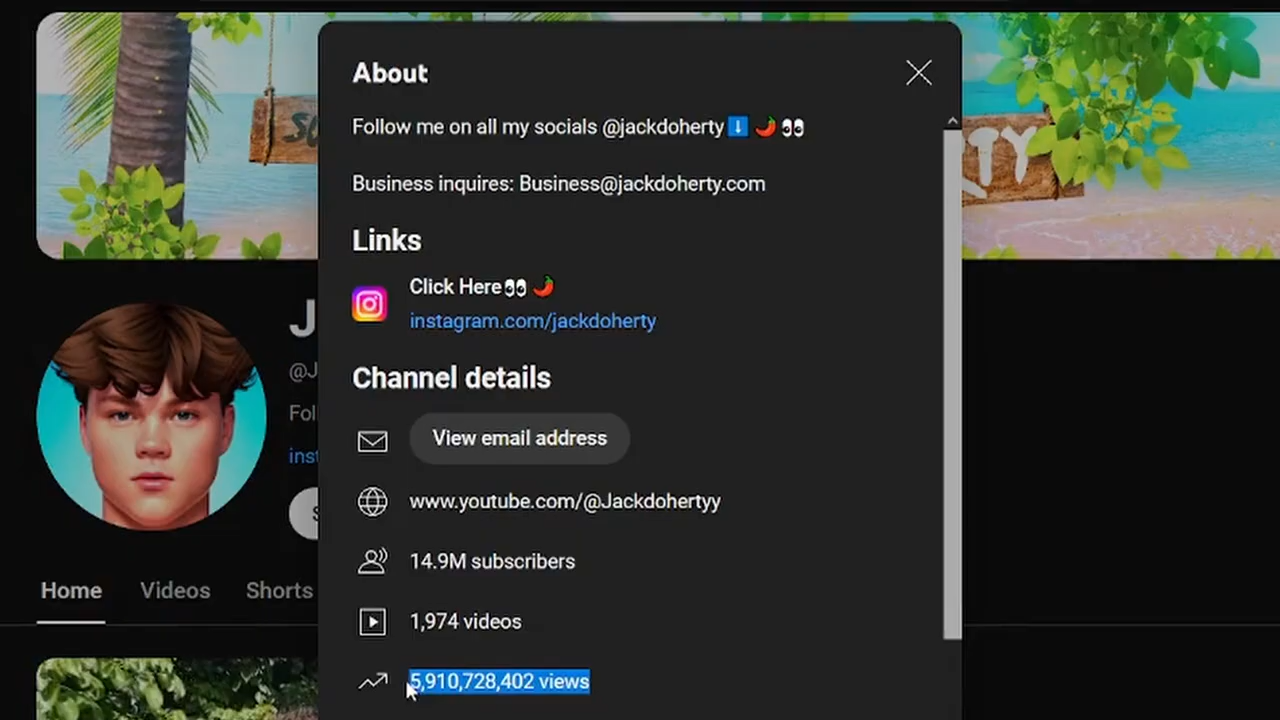 About
Follow me on all my socials @jackdoherty⬇️ 🌶️ 👀
Business inquires: Business@jackdoherty.com
Links
Click Here👀 🌶️
instagram.com/jackdoherty
Channel details
View email address
www.youtube.com/@Jackdohertyy
14.9M subscribers
1,974 videos
5,910,728,402 views
J
@J
Fol
inst
S
Home Videos Shorts